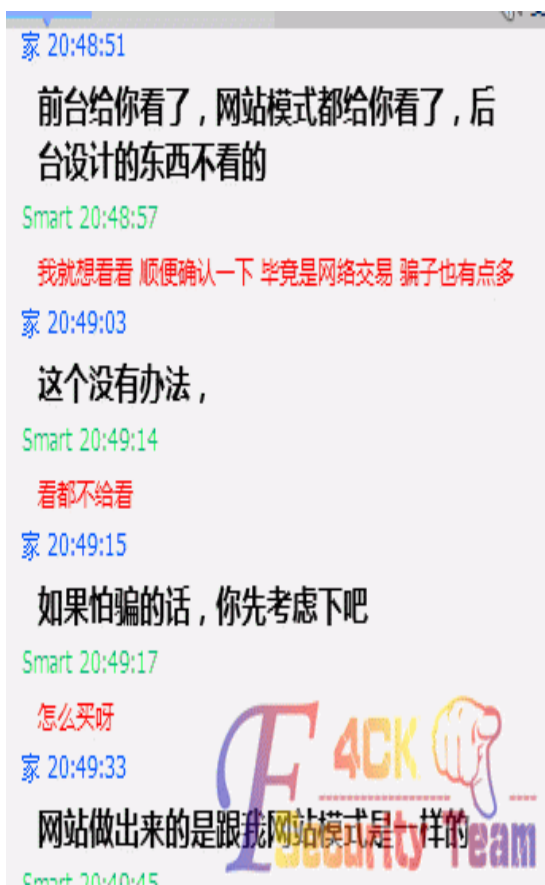 家 20:48:51
前台给你看了，网站模式都给你看了，后
台设计的东西不看的
Smart 20:48:57
我就想看看 顺便确认一下 毕竟是网络交易 骗子也有点多
家 20:49:03
这个没有办法，
Smart 20:49:14
看都不给看
家 20:49:15
如果怕骗的话，你先考虑下吧
Smart 20:49:17
怎么买呀
家 20:49:33
网站做出来的是跟我网站模式是一样的
Smart 20:49:45
F 4CK
Security Team